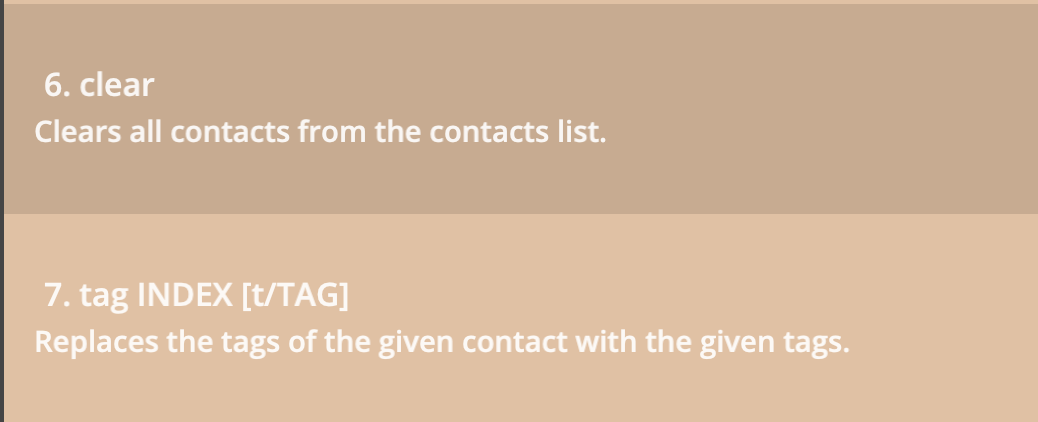 6. clear
Clears all contacts from the contacts list.
7. tag INDEX [t/TAG]
Replaces the tags of the given contact with the given tags.